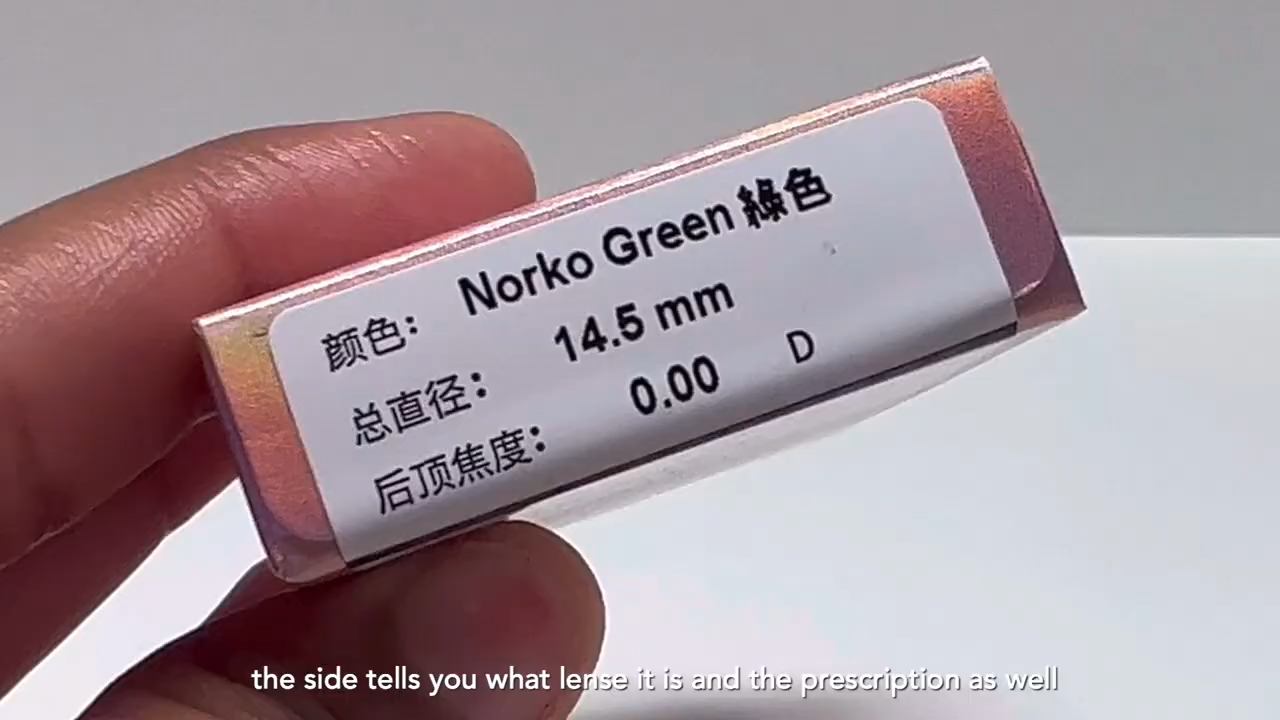 颜色： Norko Green 綠色
总直径： 14.5 mm
后顶焦度： 0.00 D
the side tells you what lense it is and the prescription as well